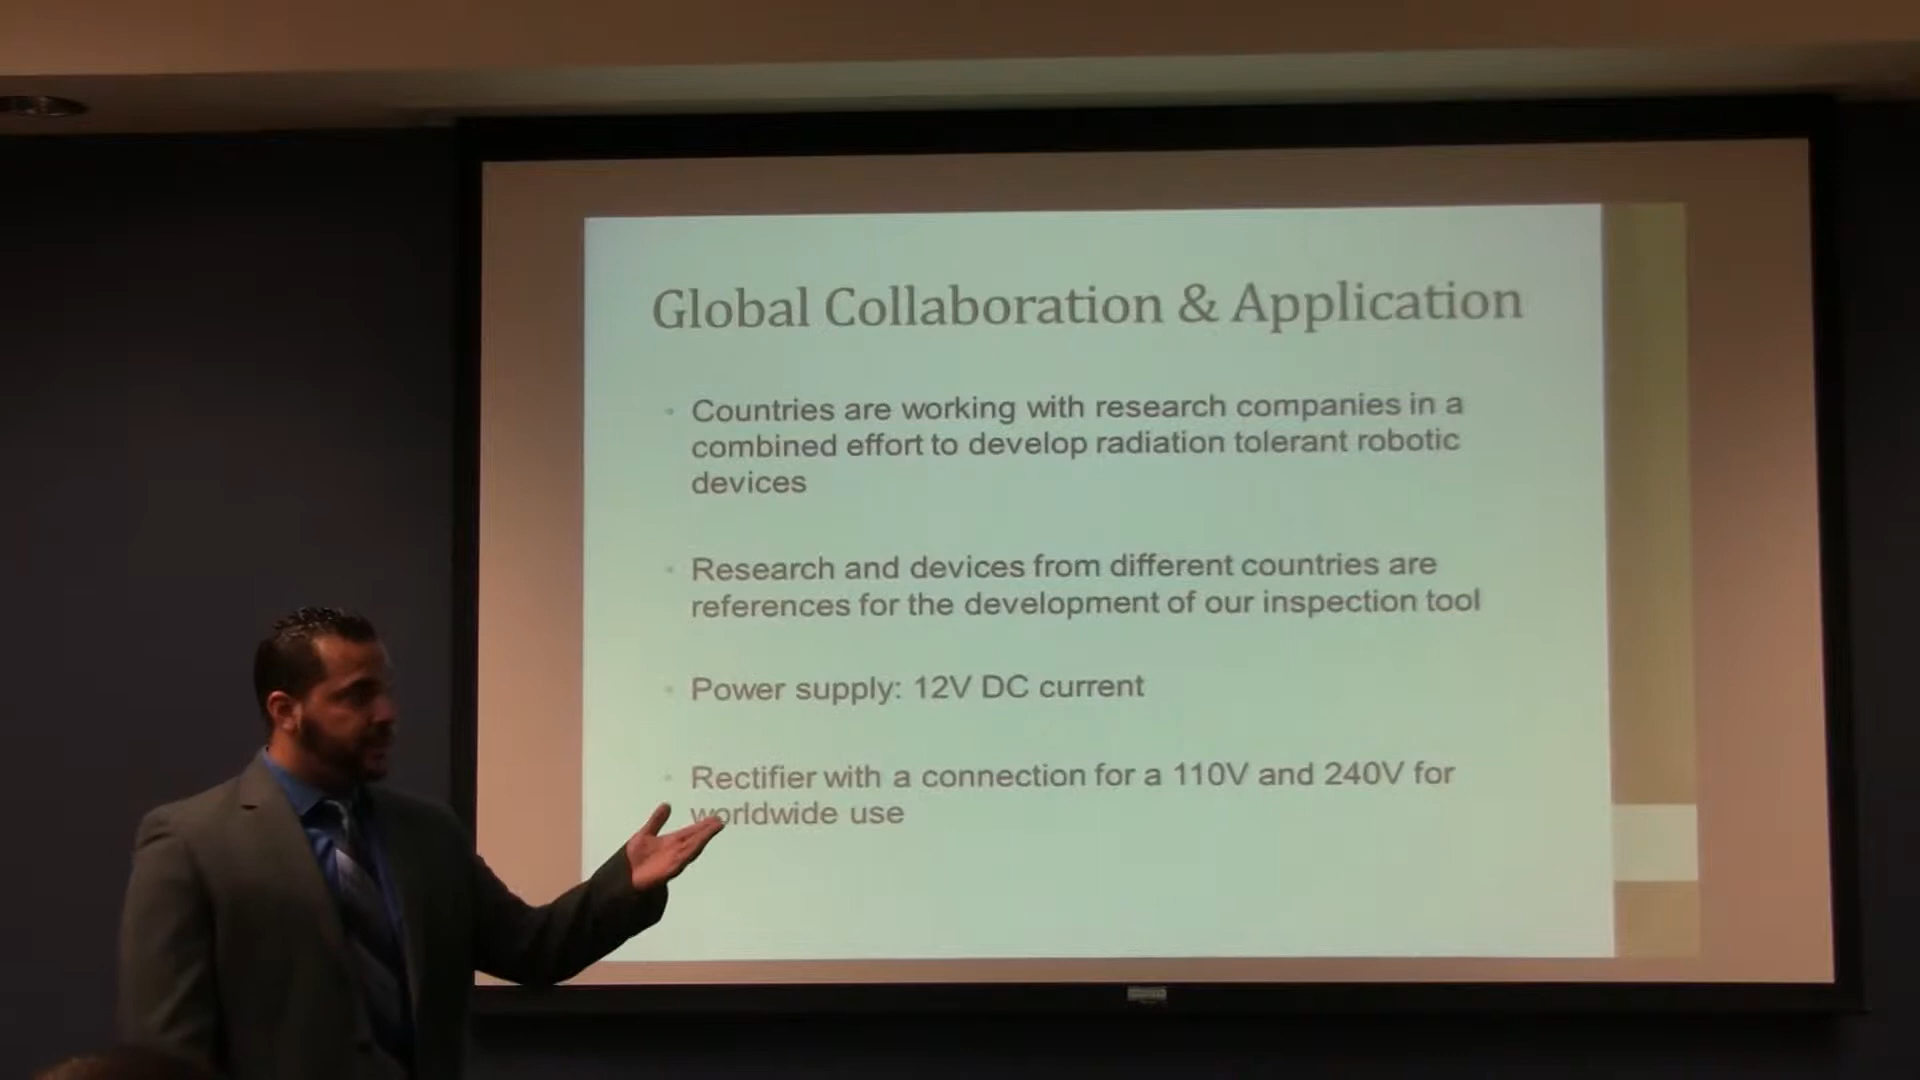 Global Collaboration & Application
Countries are working with research companies in a
combined effort to develop radiation tolerant robotic
devices
Research and devices from different countries are
references for the development of our inspection tool
Power supply: 12V DC current
Rectifier with a connection for a 110V and 240V for
worldwide use